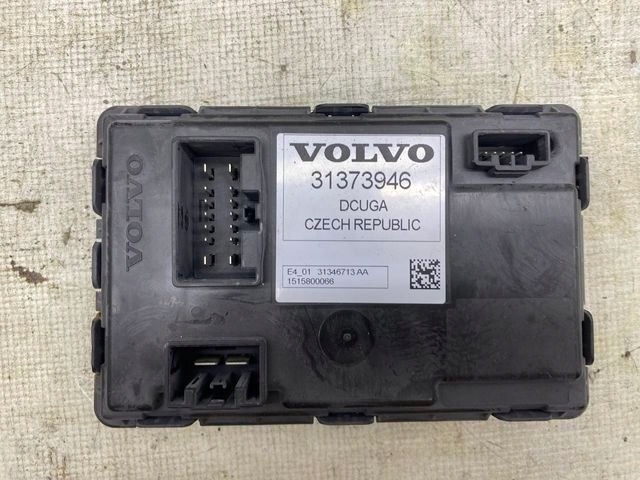 VOLVO
VOLVO
31373946
DCUGA
CZECH REPUBLIC
E4_01 31346713 AA
1515800066